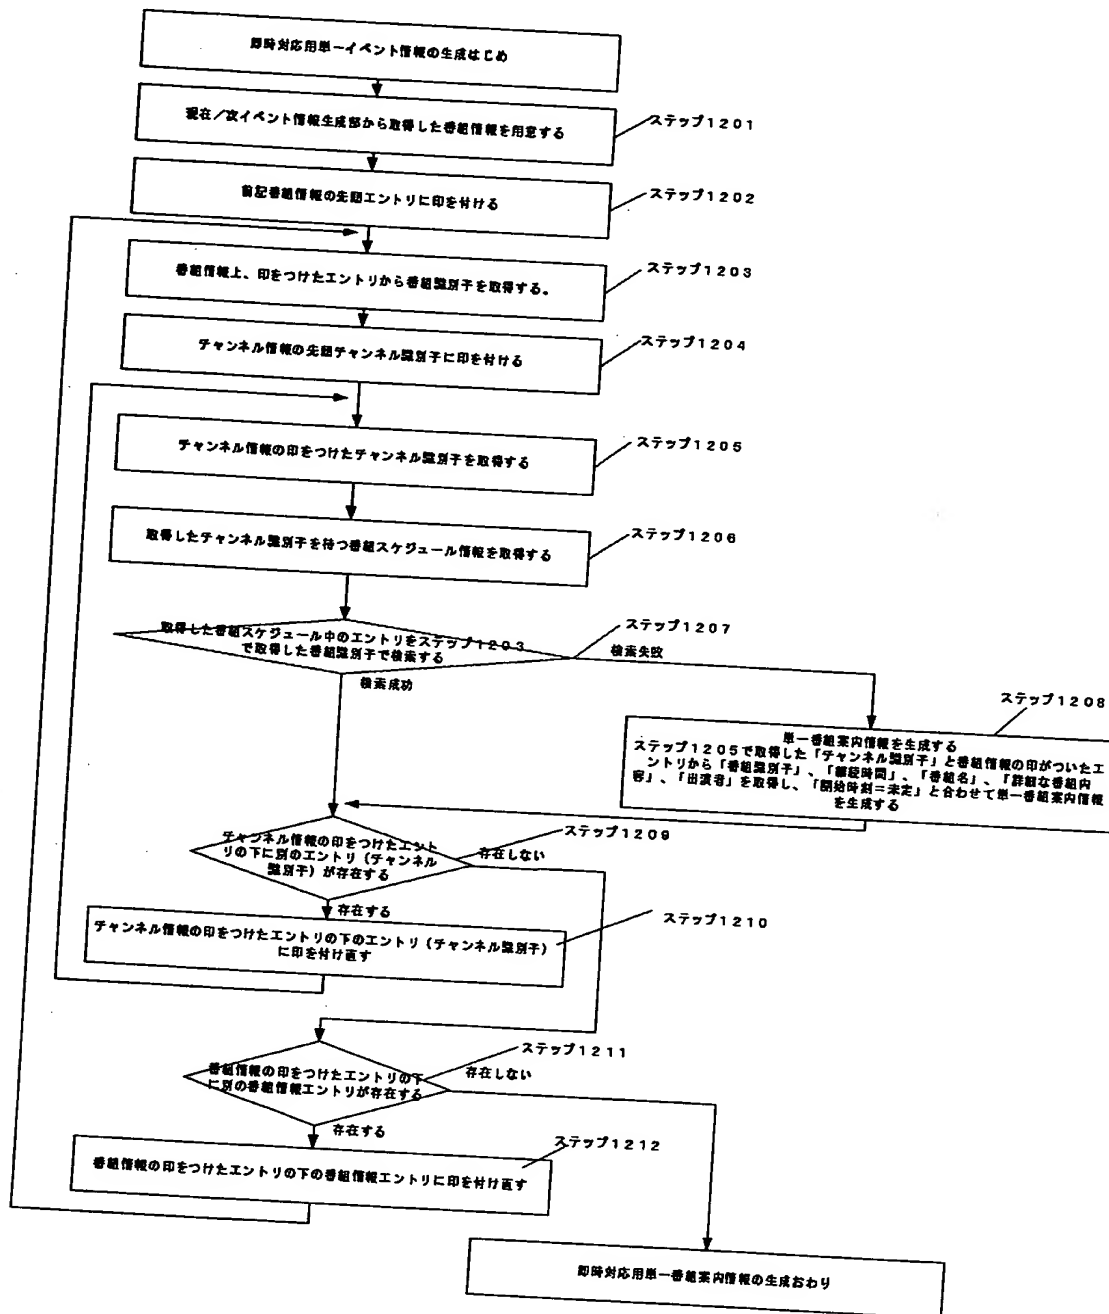 即時対応用単一イベント情報の生成はじめ
現在／次イベント情報生成部から取得した番組情報を用意する
ステップ1201
前記番組情報の先頭エントリに印を付ける
ステップ1202
番組情報上、印をつけたエントリから番組識別子を取得する。
ステップ1203
チャンネル情報の先頭チャンネル識別子に印を付ける
ステップ1204
チャンネル情報の印をつけたチャンネル識別子を取得する
ステップ1205
取得したチャンネル識別子を持つ番組スケジュール情報を取得する
ステップ1206
取得した番組スケジュール中のエントリをステップ1203
で取得した番組識別子で検索する
ステップ1207
検索失敗
検索成功
ステップ1208
単一番組案内情報を生成する
ステップ1205で取得した「チャンネル識別子」と番組情報の印がついたエ
ントリから「番組識別子」、「継続時間」、「番組名」、「詳細な番組内
容」、「出演者」を取得し、「開始時刻＝未定」と合わせて単一番組案内情報
を生成する
チャンネル情報の印をつけたエント
リの下に別のエントリ（チャンネル
識別子）が存在する
ステップ1209
存在しない
存在する
チャンネル情報の印をつけたエントリの下のエントリ（チャンネル識別子）
に印を付け直す
ステップ1210
番組情報の印をつけたエントリの下
に別の番組情報エントリが存在する
ステップ1211
存在しない
存在する
番組情報の印をつけたエントリの下の番組情報エントリに印を付け直す
ステップ1212
即時対応用単一番組案内情報の生成おわり